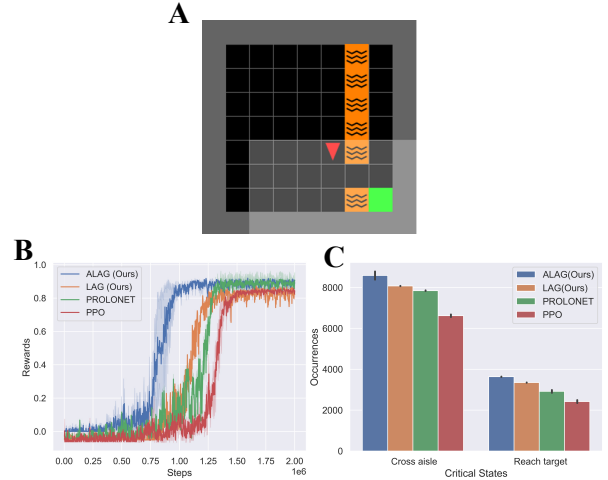 A
B
C
ALAG (Ours)
LAG (Ours)
PROLONET
PPO
Rewards
1.0
0.8
0.6
0.4
0.2
0.0
0.00 0.25 0.50 0.75 1.00 1.25 1.50 1.75 2.00
Steps
1e6
ALAG(Ours)
LAG(Ours)
PROLONET
PPO
Occurrences
8000
6000
4000
2000
0
Cross aisle Reach target
Critical States